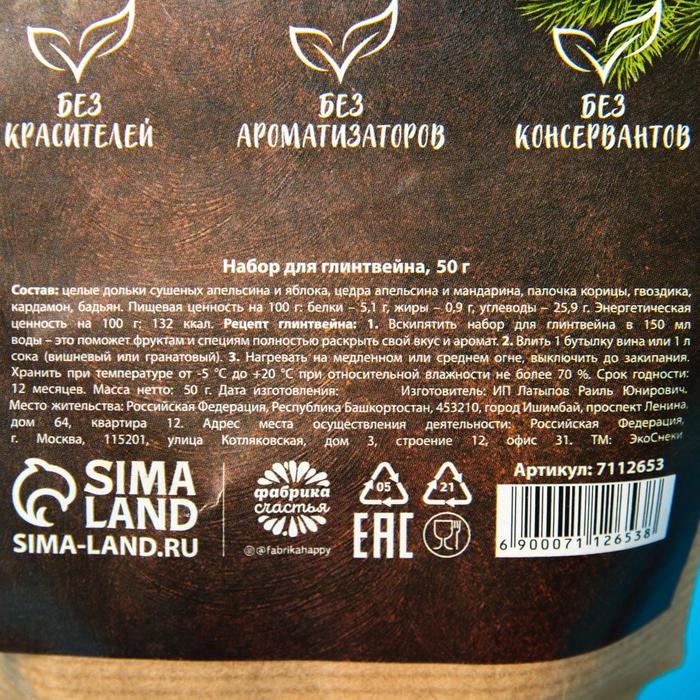 БЕЗ КРАСИТЕЛЕЙ
БЕЗ АРОМАТИЗАТОРОВ
БЕЗ КОНСЕРВАНТОВ
Набор для глинтвейна, 50 г
Состав: целые дольки сушеных апельсина и яблока, цедра апельсина и мандарина, палочка корицы, гвоздика,
кардамон, бадьян. Пищевая ценность на 100 г: белки – 5,1 г, жиры – 0,9 г, углеводы – 25,9 г. Энергетическая
ценность на 100 г: 132 ккал. Рецепт глинтвейна: 1. Вскипятить набор для глинтвейна в 150 мл
воды – это поможет фруктам и специям полностью раскрыть свой вкус и аромат. 2. Влить 1 бутылку вина или 1 л
сока (вишневый или гранатовый). 3. Нагревать на медленном или среднем огне, выключить до закипания.
Хранить при температуре от -5 °С до +20 °С при относительной влажности не более 70 %. Срок годности:
12 месяцев. Масса нетто: 50 г. Дата изготовления: Изготовитель: ИП Латыпов Раиль Юнирович.
Место жительства: Российская Федерация, Республика Башкортостан, 453210, город Ишимбай, проспект Ленина,
дом 64, квартира 12. Адрес места осуществления деятельности: Российская Федерация,
г. Москва, 115201, улица Котляковская, дом 3, строение 12, офис 31. ТМ: ЭкоСнеки
SIMA
LAND
SIMA-LAND.RU
фабрика
счастья
@fabrikahappy
05
21
EAC
Артикул: 7112653
6 900071 126538